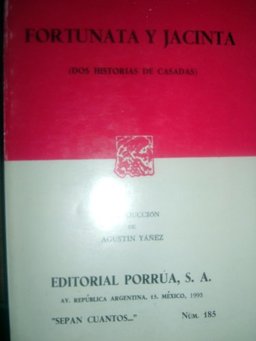 FORTUNATA Y JACINTA
(DOS HISTORIAS DE CASADAS)
DE
AGUSTÍN YÁÑEZ
EDITORIAL PORRÚA, S. A.
AV. REPÚBLICA ARGENTINA, 15. MÉXICO, 1993
"SEPAN CUANTOS..." NÚM. 185